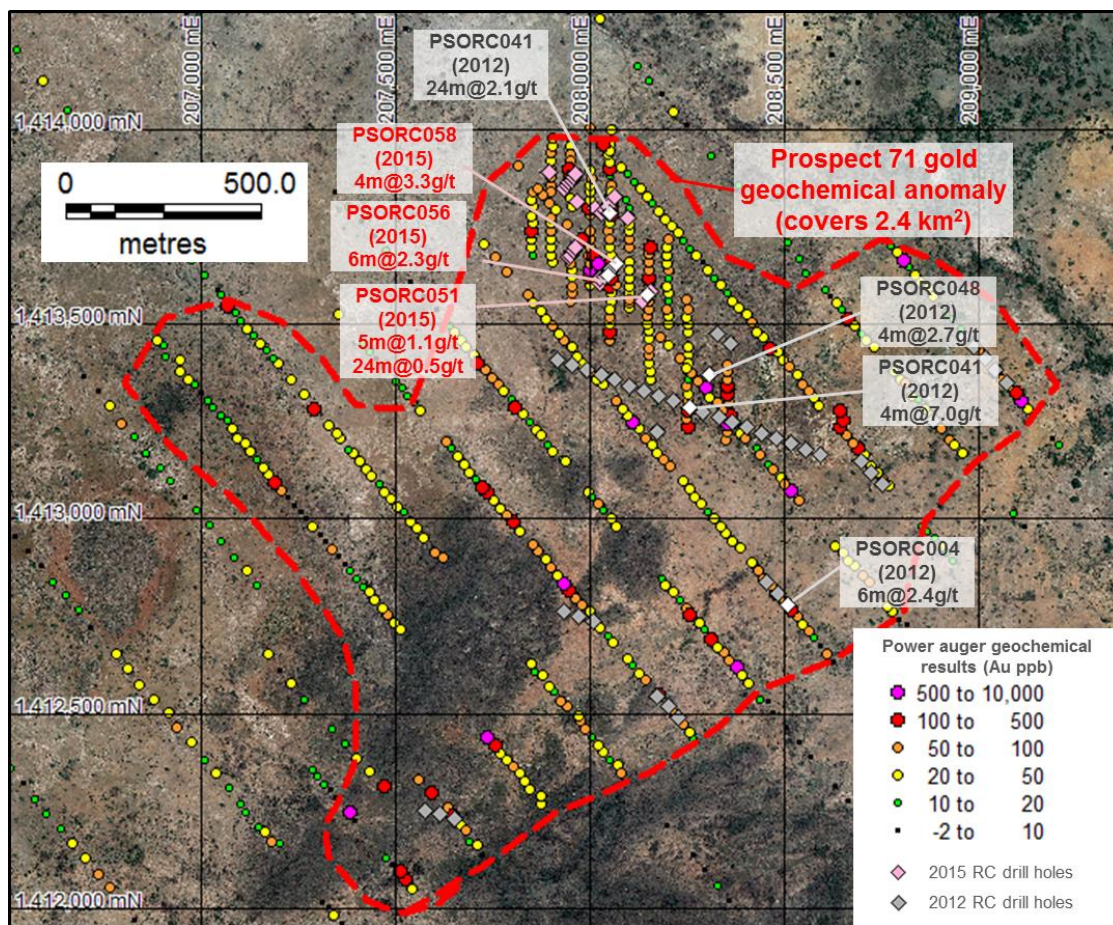 207,000 mE
207,500 mE
208,000 mE
208,500 mE
209,000 mE
PSORC041
(2012)
24m@2.1g/t
1,414,000 mN
PSORC058
(2015)
4m@3.3g/t
Prospect 71 gold
geochemical anomaly
(covers 2.4 km²)
0 500.0
metres
PSORC056
(2015)
6m@2.3g/t
PSORC051
(2015)
5m@1.1g/t
24m@0.5g/t
PSORC048
(2012)
4m@2.7g/t
1,413,500 mN
PSORC041
(2012)
4m@7.0g/t
1,413,000 mN
PSORC004
(2012)
6m@2.4g/t
1,412,500 mN
1,412,000 mN
Power auger geochemical
results (Au ppb)
500 to 10,000
100 to 500
50 to 100
20 to 50
10 to 20
-2 to 10
2015 RC drill holes
2012 RC drill holes